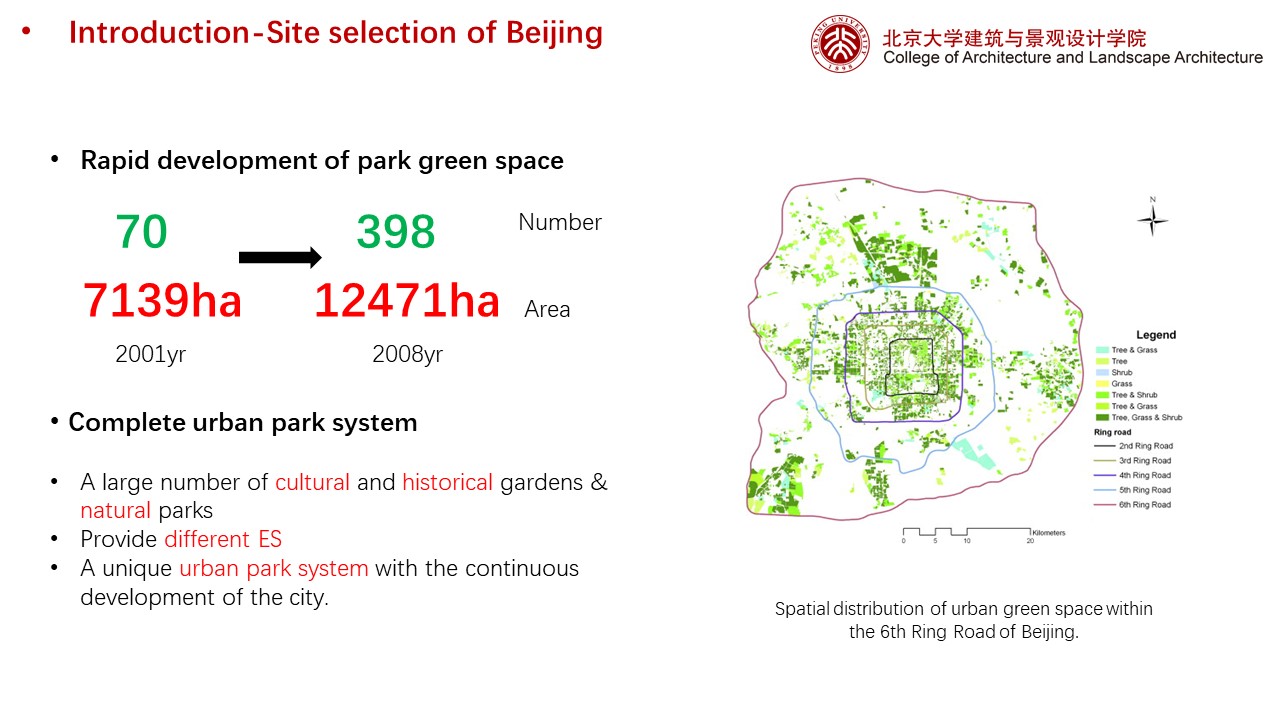 • Introduction-Site selection of Beijing
PEKING UNIVERSITY
1898
北京大学建筑与景观设计学院
College of Architecture and Landscape Architecture
• Rapid development of park green space
70 398 Number
7139ha 12471ha Area
2001yr 2008yr
• Complete urban park system
• A large number of cultural and historical gardens &
natural parks
• Provide different ES
• A unique urban park system with the continuous
development of the city.
N
Legend
Tree & Grass
Tree
Shrub
Grass
Tree & Shrub
Tree & Grass
Tree, Grass & Shrub
Ring road
2nd Ring Road
3rd Ring Road
4th Ring Road
5th Ring Road
6th Ring Road
Kilometers
0 5 10 20
Spatial distribution of urban green space within
the 6th Ring Road of Beijing.